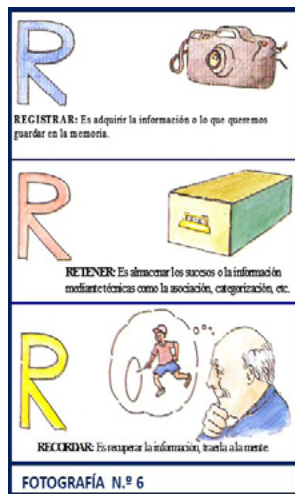 R
REGISTRAR: Es adquirir la información o lo que queremos
guardar en la memoria.
R
RETENER: Es almacenar los sucesos o la información
mediante técnicas como la asociación, categorización, etc.
R
RECORDAR: Es recuperar la información, traerla a la mente.
FOTOGRAFÍA N.º 6